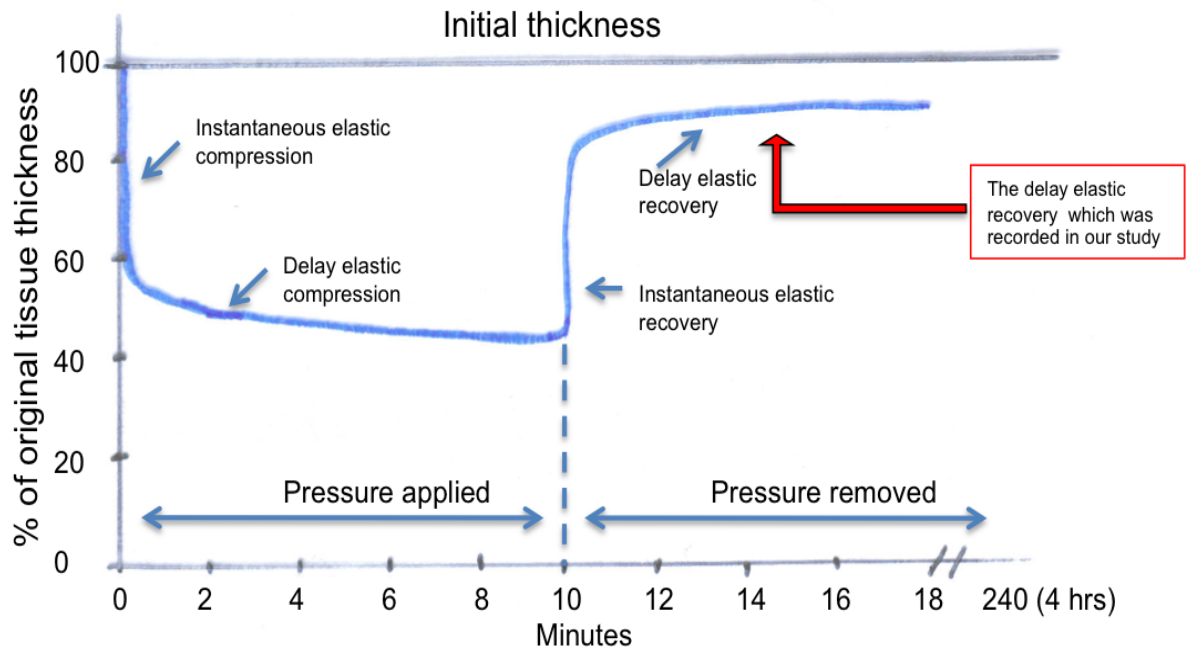 Initial thickness
% of original tissue thickness
100
80
60
40
20
0
Instantaneous elastic
compression
Delay elastic
compression
Delay elastic
recovery
Instantaneous elastic
recovery
The delay elastic
recovery which was
recorded in our study
Pressure applied
Pressure removed
0 2 4 6 8 10 12 14 16 18 240 (4 hrs)
Minutes